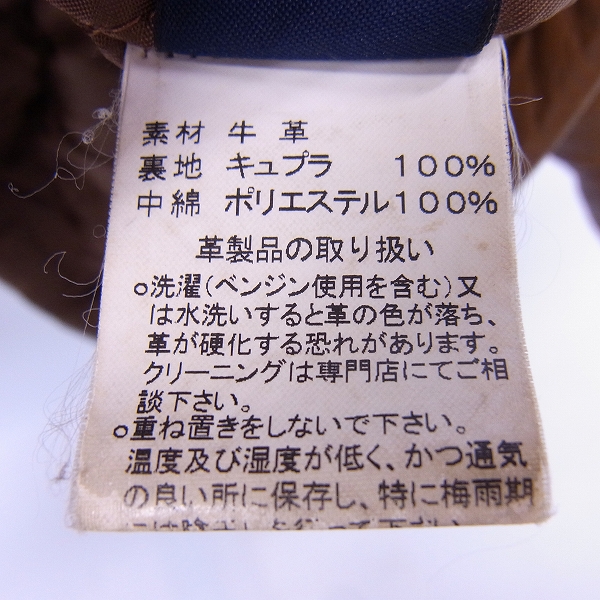 素材 牛 革
裏地 キュプラ 100%
中綿 ポリエステル100%
革製品の取り扱い
○洗濯(ベンジン使用を含む)又
は水洗いすると革の色が落ち、
革が硬化する恐れがあります。
クリーニングは専門店にてご相
談下さい。
○重ね置きをしないで下さい。
温度及び湿度が低く、かつ通気
の良い所に保存し、特に梅雨期